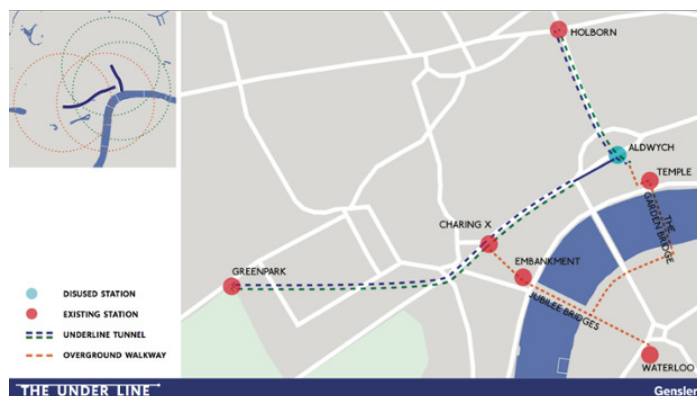 HOLBORN
ALDWYCH
TEMPLE
THE
GARDEN BRIDGE
CHARING X
EMBANKMENT
GREENPARK
JUBILEE BRIDGES
WATERLOO
DISUSED STATION
EXISTING STATION
UNDERLINE TUNNEL
OVERGROUND WALKWAY
THE UNDER LINE
Gensler